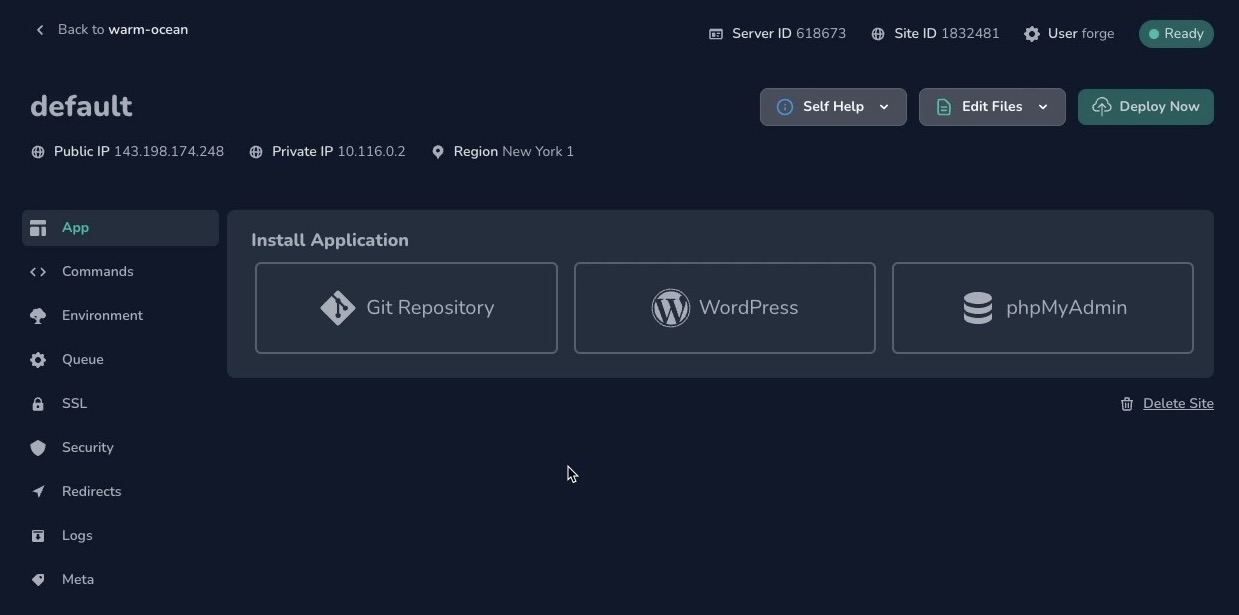 Back to warm-ocean
Server ID 618673 Site ID 1832481 User forge Ready
default
Self Help Edit Files Deploy Now
Public IP 143.198.174.248 Private IP 10.116.0.2 Region New York 1
App
Commands
Environment
Queue
SSL
Security
Redirects
Logs
Meta
Install Application
Git Repository WordPress phpMyAdmin
Delete Site